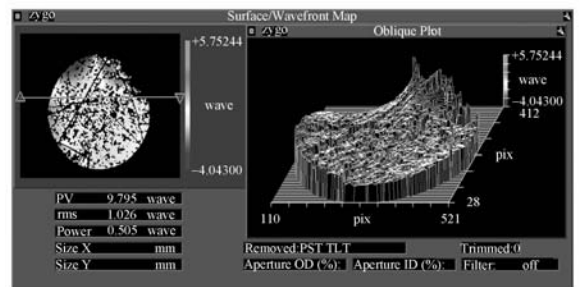 zygo Surface/Wavefront Map
+5.75244
wave
-4.04300
PV 9.795 wave
rms 1.026 wave
Power 0.505 wave
Size X mm
Size Y mm
zygo Oblique Plot
+5.75244
wave
-4.04300
412
pix
28
110 pix 521
Removed:PST TLT Trimmed:0
Aperture OD (%): Aperture ID (%): Filter: off